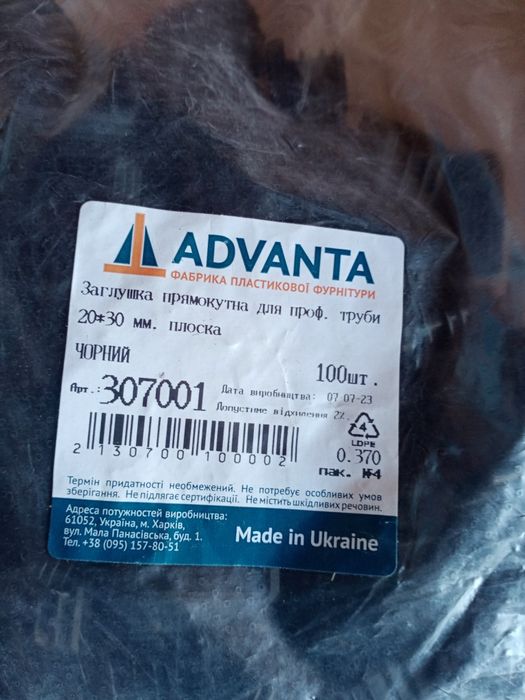 ADVANTA
ФАБРИКА ПЛАСТИКОВОЇ ФУРНІТУРИ
Заглушка прямокутна для проф. труби
20*30 мм. плоска
ЧОРНИЙ
100шт.
Арт.: 307001
Дата виробництва: 07-07-23
Допустиме відхилення 2%
4
LDPE
0.370
пак. №4
2 130700 100002
Термін придатності необмежений. Не потребує особливих умов
зберігання. Не підлягає сертифікації. Не містить шкідливих речовин.
Адреса потужностей виробництва:
61052, Україна, м. Харків,
вул. Мала Панасівська, буд. 1.
Тел. +38 (095) 157-80-51
Made in Ukraine